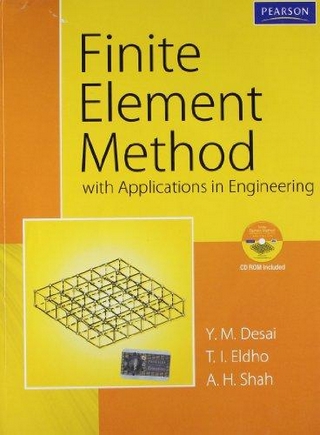 PEARSON
Finite
Element
Method
with Applications in Engineering
CD ROM Included
Y. M. Desai
T. I. Eldho
A. H. Shah